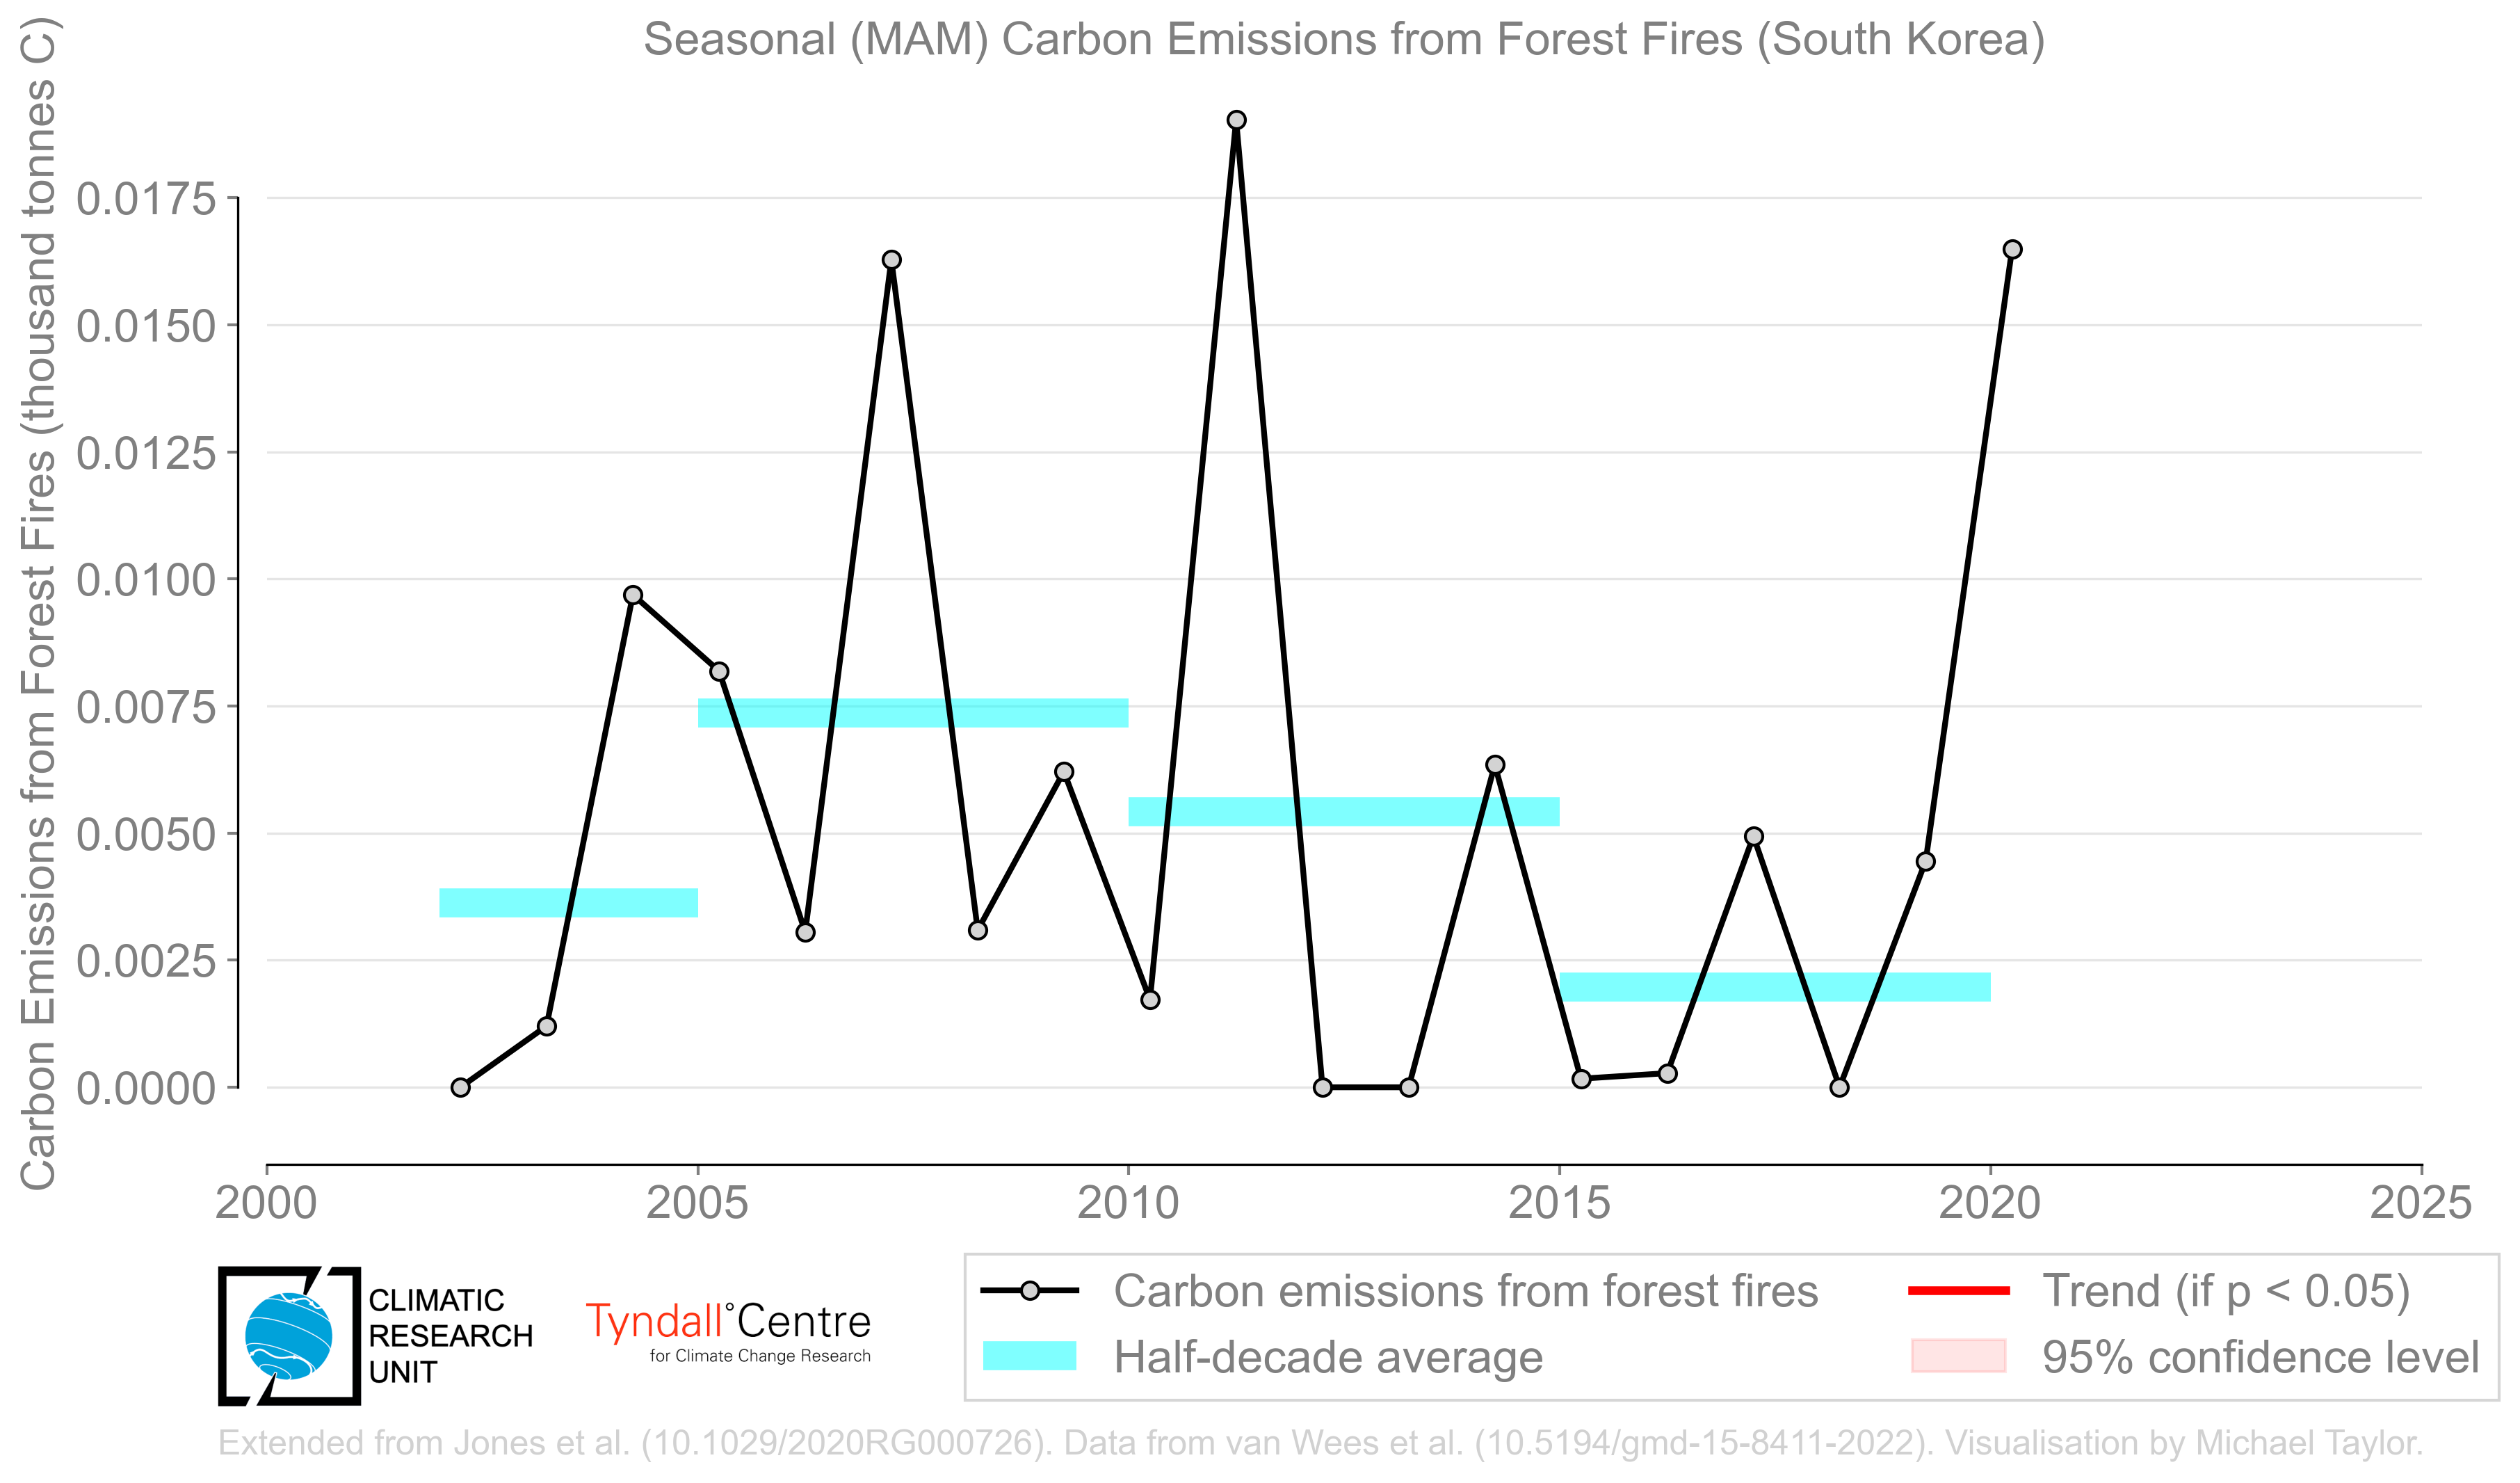 Seasonal (MAM) Carbon Emissions from Forest Fires (South Korea)
Carbon Emissions from Forest Fires (thousand tonnes C)
0.0175
0.0150
0.0125
0.0100
0.0075
0.0050
0.0025
0.0000
2000 2005 2010 2015 2020 2025
CLIMATIC
RESEARCH
UNIT
Tyndall°Centre
for Climate Change Research
Carbon emissions from forest fires
Half-decade average
Trend (if p < 0.05)
95% confidence level
Extended from Jones et al. (10.1029/2020RG000726). Data from van Wees et al. (10.5194/gmd-15-8411-2022). Visualisation by Michael Taylor.